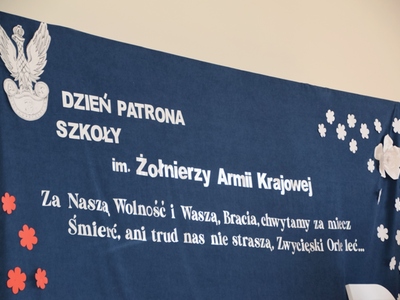 DZIEŃ PATRONA
SZKOŁY
im. Żołnierzy Armii Krajowej
Za Naszą Wolność i Waszą, Bracia, chwytamy za miecz
Śmierć, ani trud nas nie straszą, Zwycięski Orle leć...